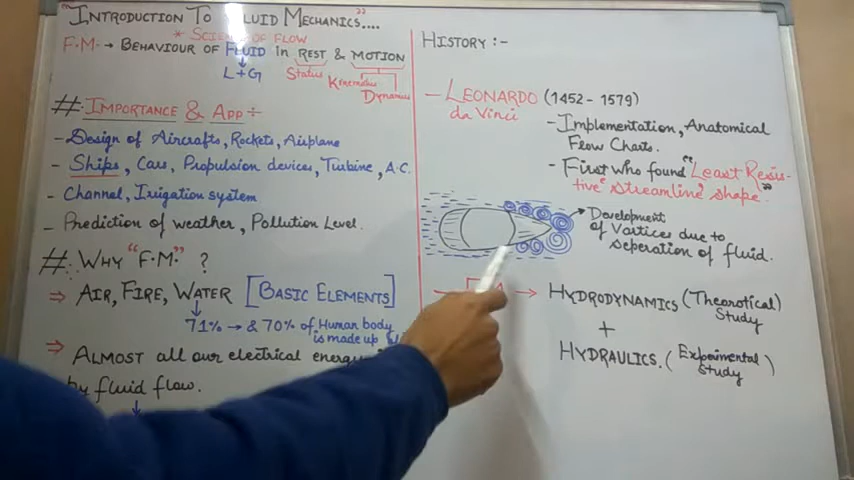 "INTRODUCTION TO FLUID MECHANICS"....
* SCIENCE OF FLOW
F.M. → BEHAVIOUR OF FLUID IN REST & MOTION
L + G
Status
Kinematics
Dynamics
# IMPORTANCE & APP ÷
- Design of Aircrafts, Rockets, Airplane
- Ships, Cars, Propulsion devices, Turbine, A.C.
- Channel, Irrigation system
- Prediction of weather, Pollution Level.
# WHY "F.M." ?
⇒ AIR, FIRE, WATER [BASIC ELEMENTS]
71% → & 70% of Human body
is made up
⇒ ALMOST all our electrical energy
by fluid flow.
HISTORY :-
- LEONARDO (1452 - 1579)
da Vinci
- Implementation, Anatomical
Flow Charts.
- First who found "Least Resis-
tive" streamline shape."
Development
of Vortices due to
seperation of fluid.
→ HYDRODYNAMICS (Theorotical
Study)
+
HYDRAULICS. (Experimental
Study)